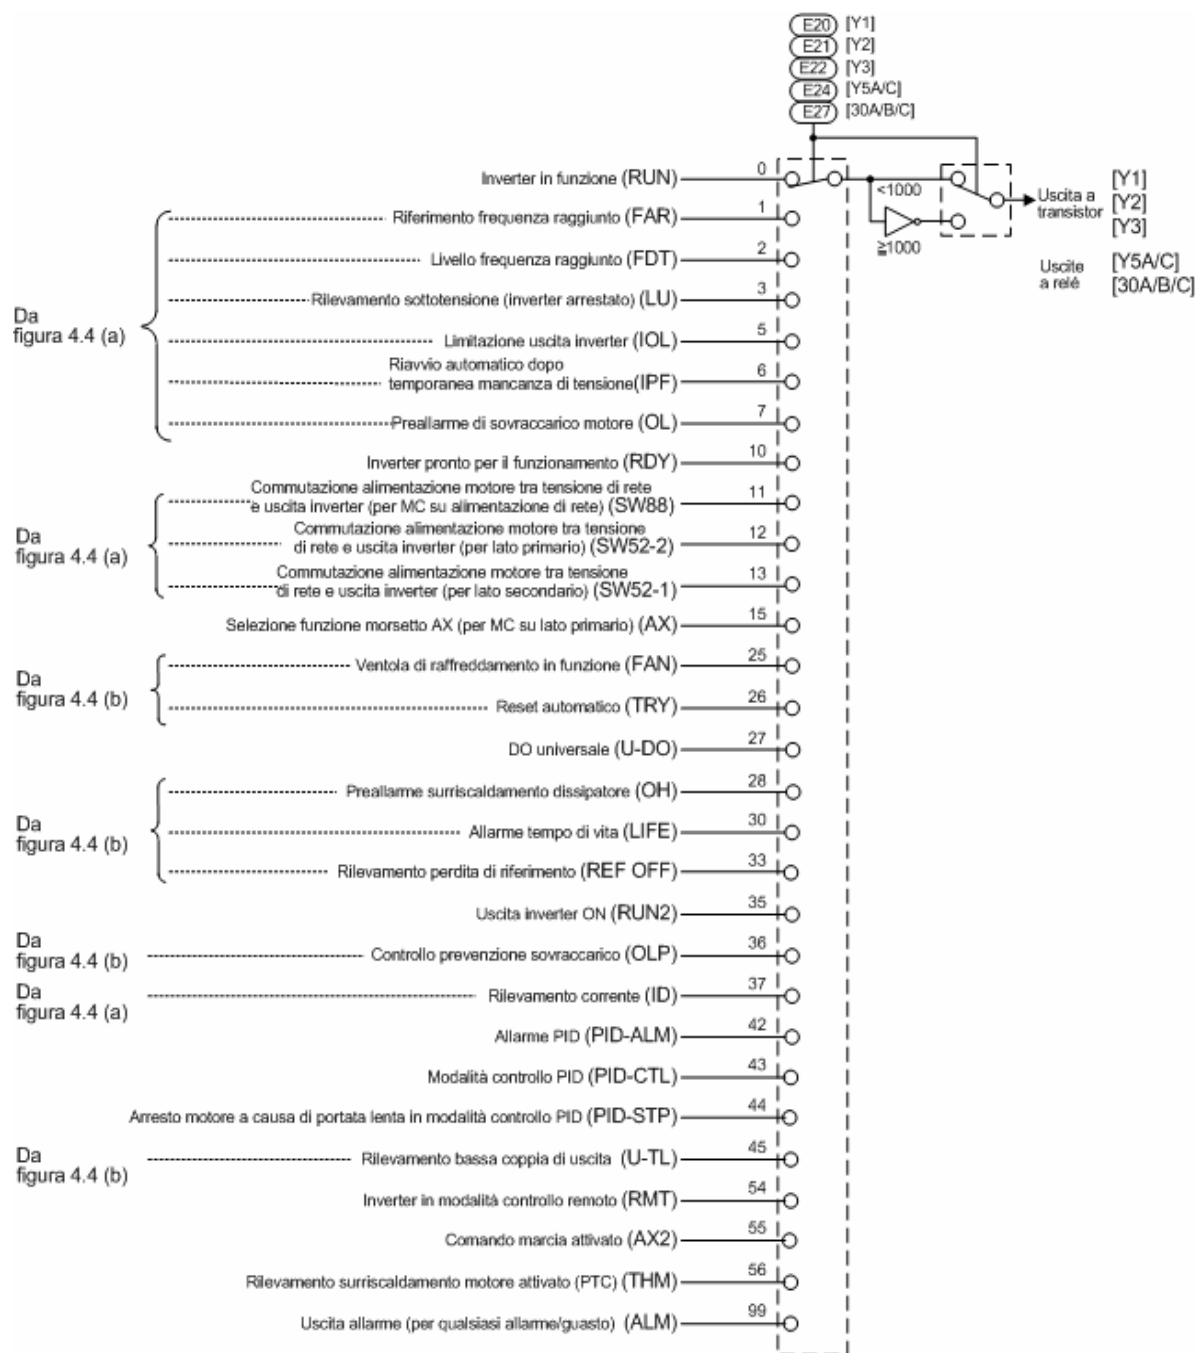 E20 [Y1]
E21 [Y2]
E22 [Y3]
E24 [Y5A/C]
E27 [30A/B/C]
Inverter in funzione (RUN) 0
<1000
≧1000
Uscita a
transistor
[Y1]
[Y2]
[Y3]
Uscite
a relé
[Y5A/C]
[30A/B/C]
Da
figura 4.4 (a)
Riferimento frequenza raggiunto (FAR) 1
Livello frequenza raggiunto (FDT) 2
Rilevamento sottotensione (inverter arrestato) (LU) 3
Limitazione uscita inverter (IOL) 5
Riavvio automatico dopo
temporanea mancanza di tensione(IPF) 6
Preallarme di sovraccarico motore (OL) 7
Inverter pronto per il funzionamento (RDY) 10
Da
figura 4.4 (a)
Commutazione alimentazione motore tra tensione di rete
e uscita inverter (per MC su alimentazione di rete) (SW88) 11
Commutazione alimentazione motore tra tensione
di rete e uscita inverter (per lato primario) (SW52-2) 12
Commutazione alimentazione motore tra tensione
di rete e uscita inverter (per lato secondario) (SW52-1) 13
Selezione funzione morsetto AX (per MC su lato primario) (AX) 15
Da
figura 4.4 (b)
Ventola di raffreddamento in funzione (FAN) 25
Reset automatico (TRY) 26
DO universale (U-DO) 27
Da
figura 4.4 (b)
Preallarme surriscaldamento dissipatore (OH) 28
Allarme tempo di vita (LIFE) 30
Rilevamento perdita di riferimento (REF OFF) 33
Uscita inverter ON (RUN2) 35
Da
figura 4.4 (b)
Controllo prevenzione sovraccarico (OLP) 36
Da
figura 4.4 (a)
Rilevamento corrente (ID) 37
Allarme PID (PID-ALM) 42
Modalità controllo PID (PID-CTL) 43
Arresto motore a causa di portata lenta in modalità controllo PID (PID-STP) 44
Da
figura 4.4 (b)
Rilevamento bassa coppia di uscita (U-TL) 45
Inverter in modalità controllo remoto (RMT) 54
Comando marcia attivato (AX2) 55
Rilevamento surriscaldamento motore attivato (PTC) (THM) 56
Uscita allarme (per qualsiasi allarme/guasto) (ALM) 99